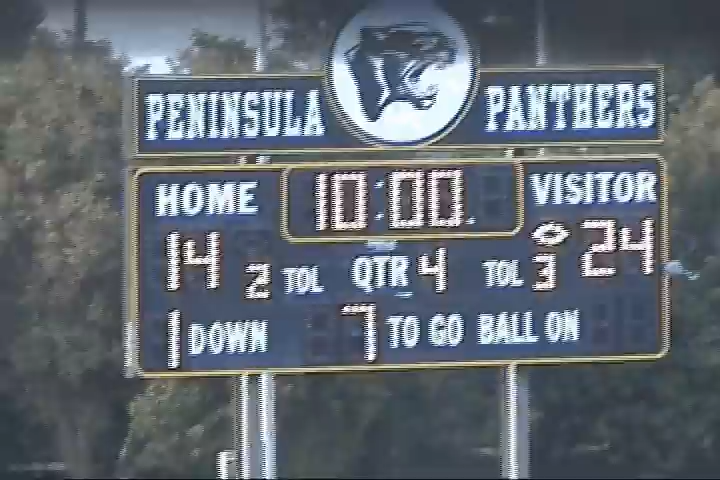 PENINSULA PANTHERS
HOME 10:00. VISITOR
14 2 TOL QTR 4 TOL 3 24
1 DOWN 7 TO GO BALL ON